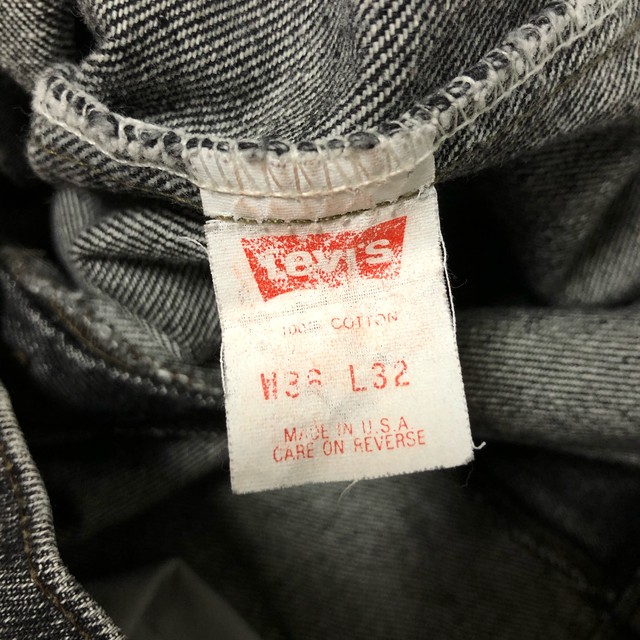 Levi's
100% COTTON
W36 L32
MADE IN U.S.A.
CARE ON REVERSE